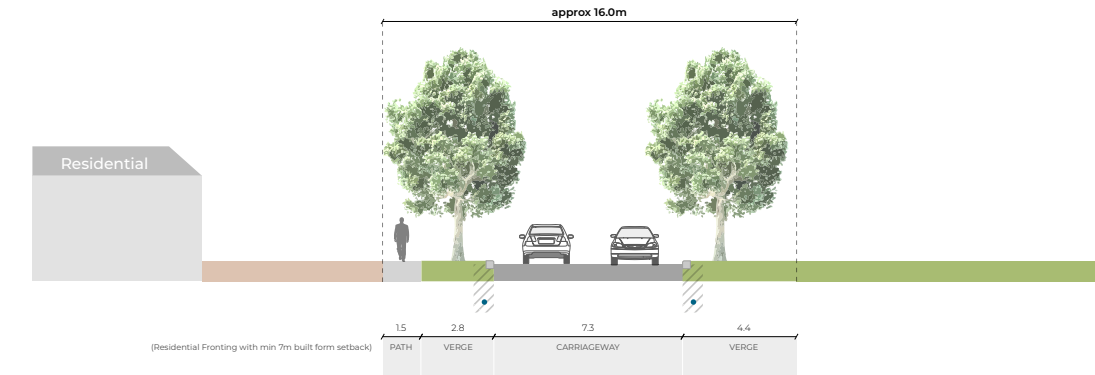 approx 16.0m
Residential
1.5 2.8 7.3 4.4
(Residential Fronting with min 7m built form setback) PATH VERGE CARRIAGEWAY VERGE